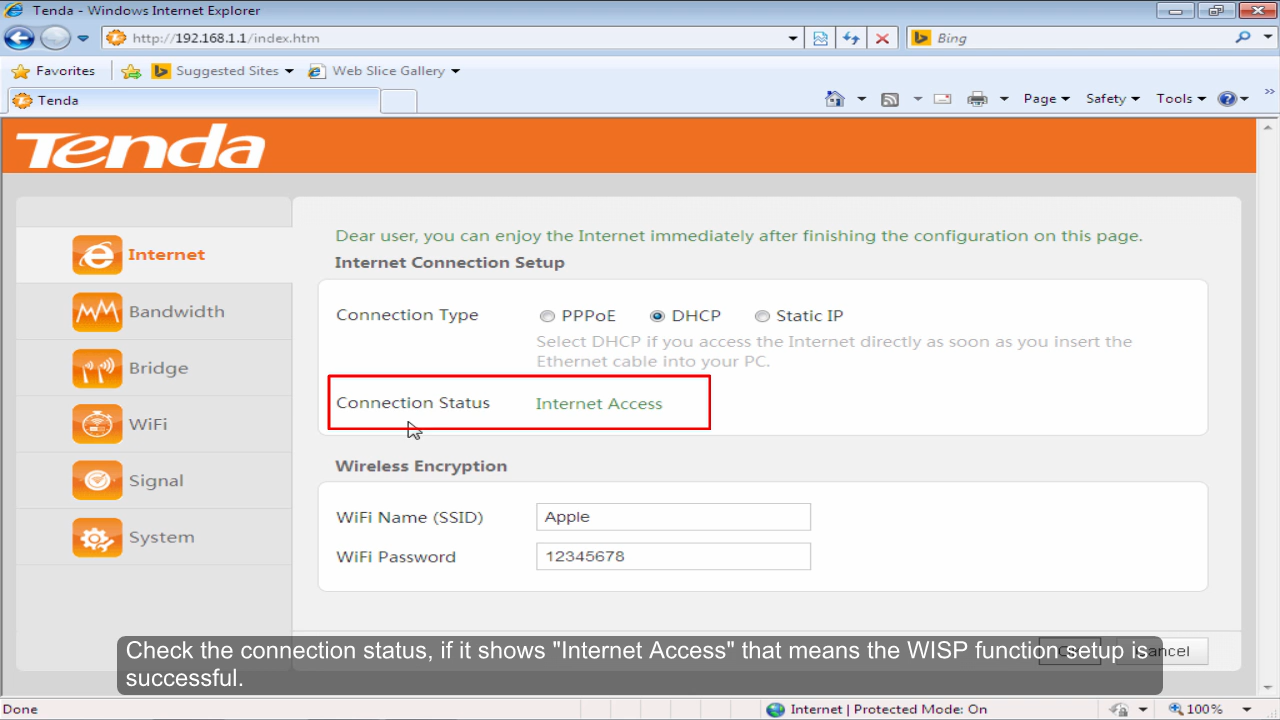 Tenda - Windows Internet Explorer
http://192.168.1.1/index.htm
Bing
Favorites
Suggested Sites
Web Slice Gallery
Tenda
Page
Safety
Tools
Tenda
Internet
Bandwidth
Bridge
WiFi
Signal
System
Dear user, you can enjoy the Internet immediately after finishing the configuration on this page.
Internet Connection Setup
Connection Type
PPPoE
DHCP
Static IP
Select DHCP if you access the Internet directly as soon as you insert the
Ethernet cable into your PC.
Connection Status
Internet Access
Wireless Encryption
WiFi Name (SSID)
Apple
WiFi Password
12345678
Check the connection status, if it shows "Internet Access" that means the WISP function setup is
successful.
Done
Internet | Protected Mode: On
100%